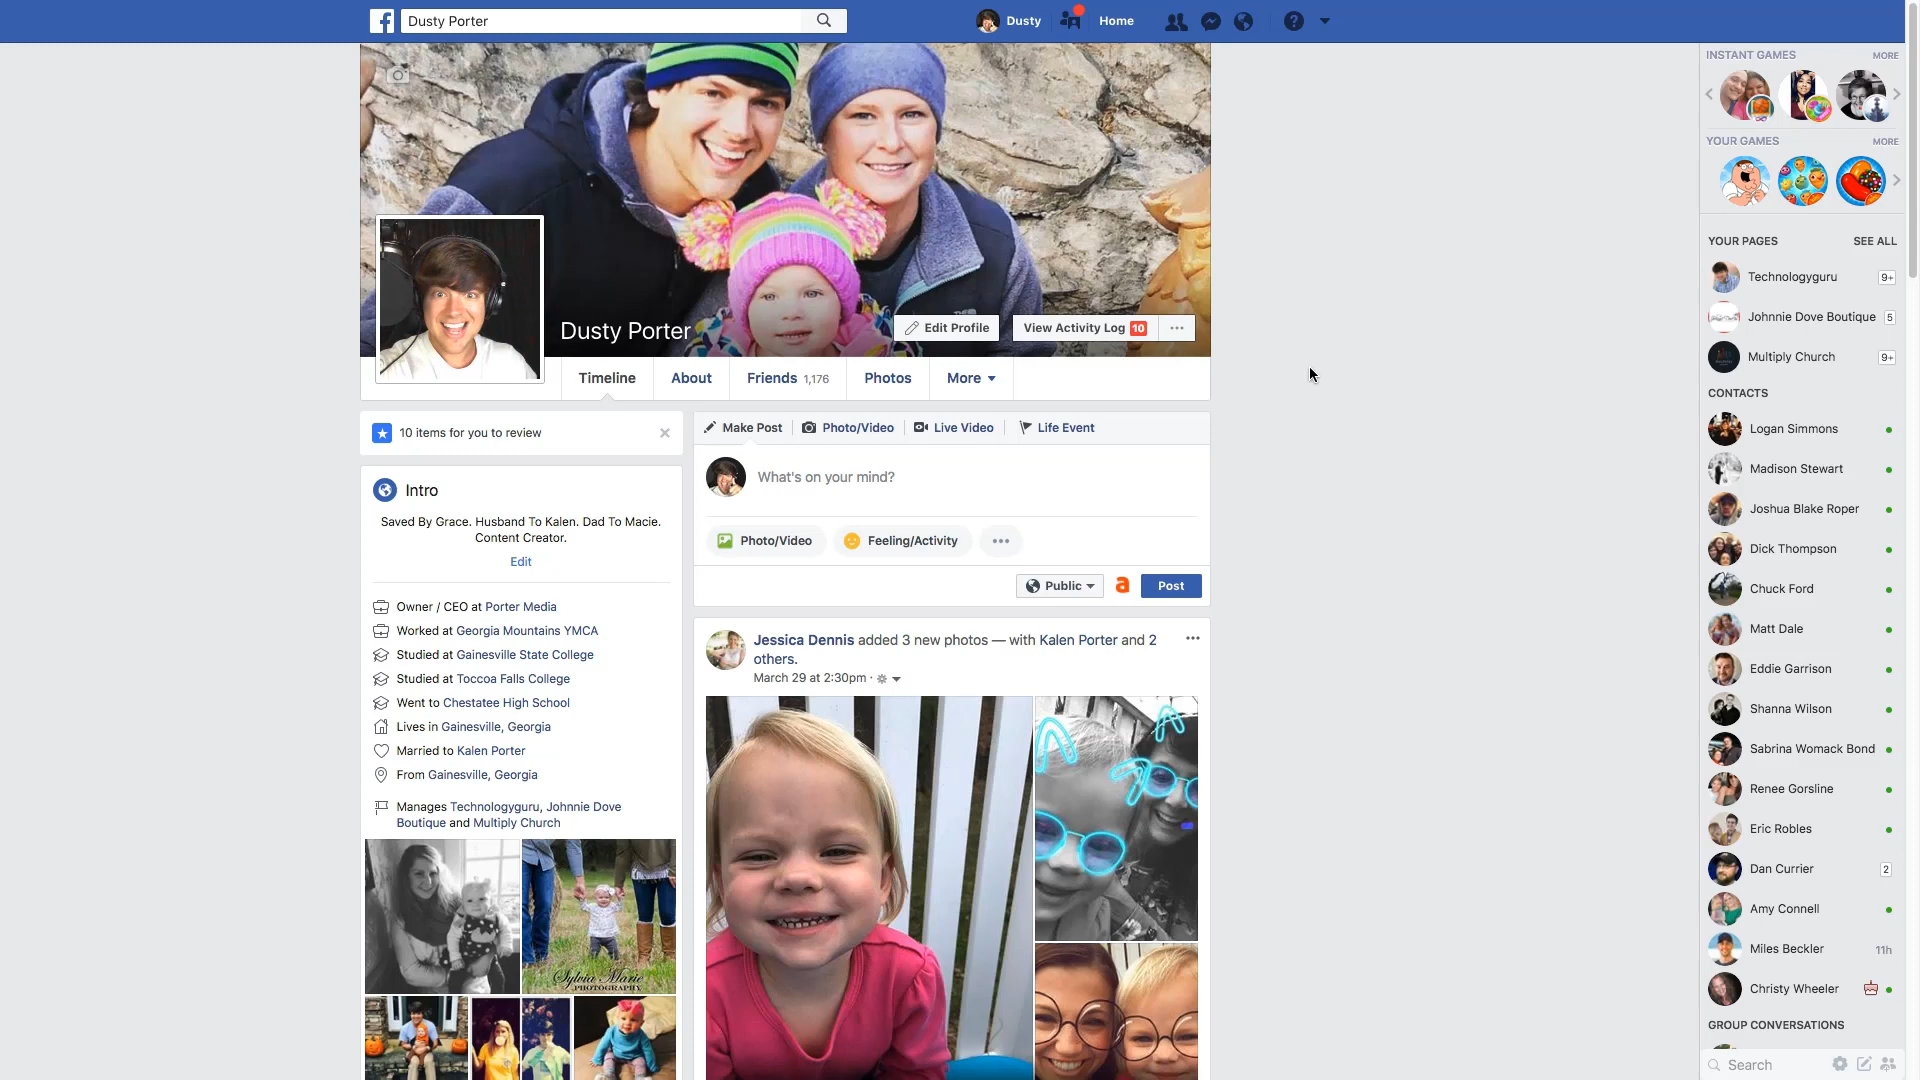 Dusty Porter
Dusty
Home
INSTANT GAMES
MORE
YOUR GAMES
MORE
YOUR PAGES
SEE ALL
Technologyguru
9+
Johnnie Dove Boutique
5
Multiply Church
9+
CONTACTS
Logan Simmons
Madison Stewart
Joshua Blake Roper
Dick Thompson
Chuck Ford
Matt Dale
Eddie Garrison
Shanna Wilson
Sabrina Womack Bond
Renee Gorsline
Eric Robles
Dan Currier
2
Amy Connell
Miles Beckler
11h
Christy Wheeler
GROUP CONVERSATIONS
Search
Dusty Porter
Edit Profile
View Activity Log 10
Timeline
About
Friends 1,176
Photos
More
10 items for you to review
Intro
Saved By Grace. Husband To Kalen. Dad To Macie.
Content Creator.
Edit
Owner / CEO at Porter Media
Worked at Georgia Mountains YMCA
Studied at Gainesville State College
Studied at Toccoa Falls College
Went to Chestatee High School
Lives in Gainesville, Georgia
Married to Kalen Porter
From Gainesville, Georgia
Manages Technologyguru, Johnnie Dove
Boutique and Multiply Church
Sylvia Marie
PHOTOGRAPHY
Make Post
Photo/Video
Live Video
Life Event
What's on your mind?
Photo/Video
Feeling/Activity
Public
a
Post
Jessica Dennis added 3 new photos — with Kalen Porter and 2
others.
March 29 at 2:30pm ·